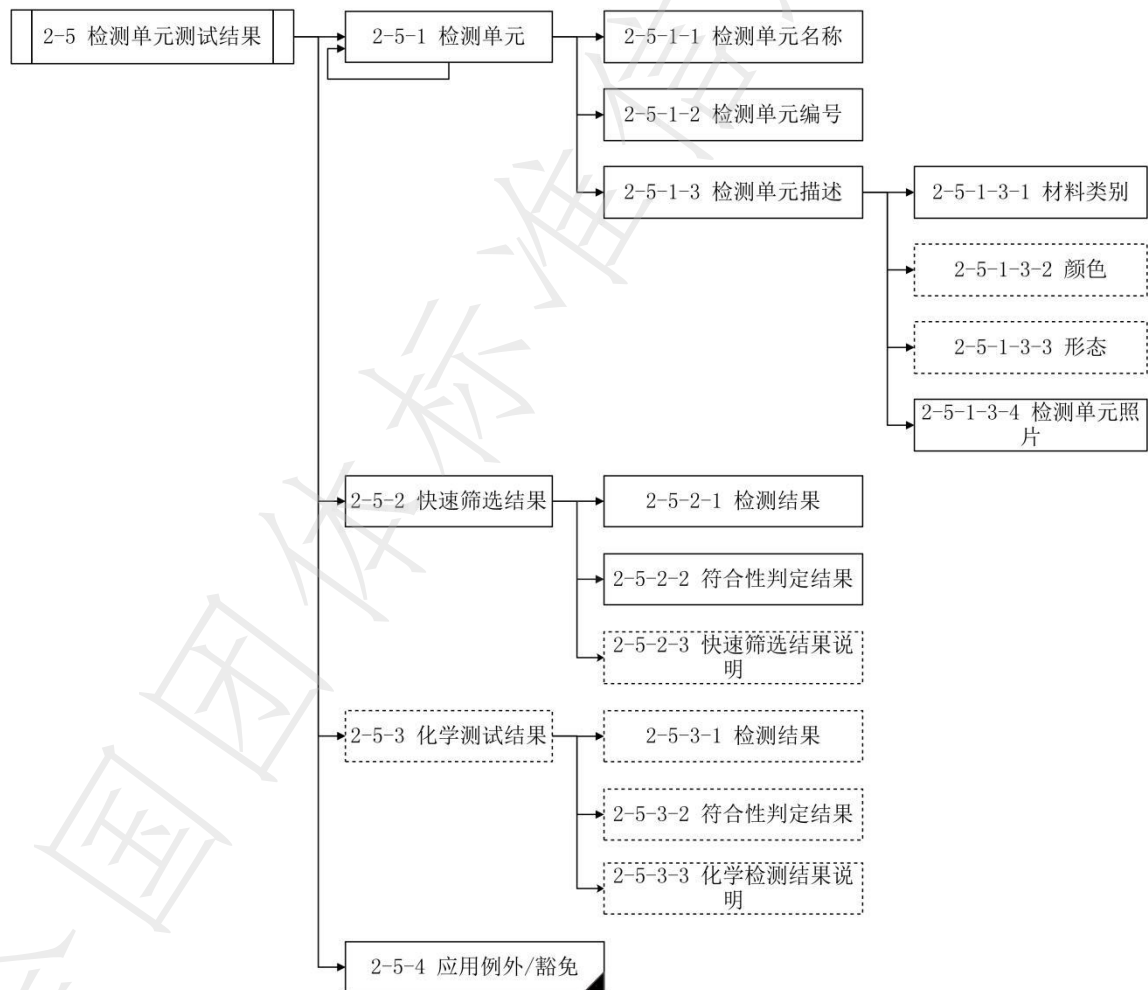 2-5 检测单元测试结果
2-5-1 检测单元
2-5-1-1 检测单元名称
2-5-1-2 检测单元编号
2-5-1-3 检测单元描述
2-5-1-3-1 材料类别
2-5-1-3-2 颜色
2-5-1-3-3 形态
2-5-1-3-4 检测单元照
片
2-5-2 快速筛选结果
2-5-2-1 检测结果
2-5-2-2 符合性判定结果
2-5-2-3 快速筛选结果说
明
2-5-3 化学测试结果
2-5-3-1 检测结果
2-5-3-2 符合性判定结果
2-5-3-3 化学检测结果说
明
2-5-4 应用例外/豁免
国团体标准信